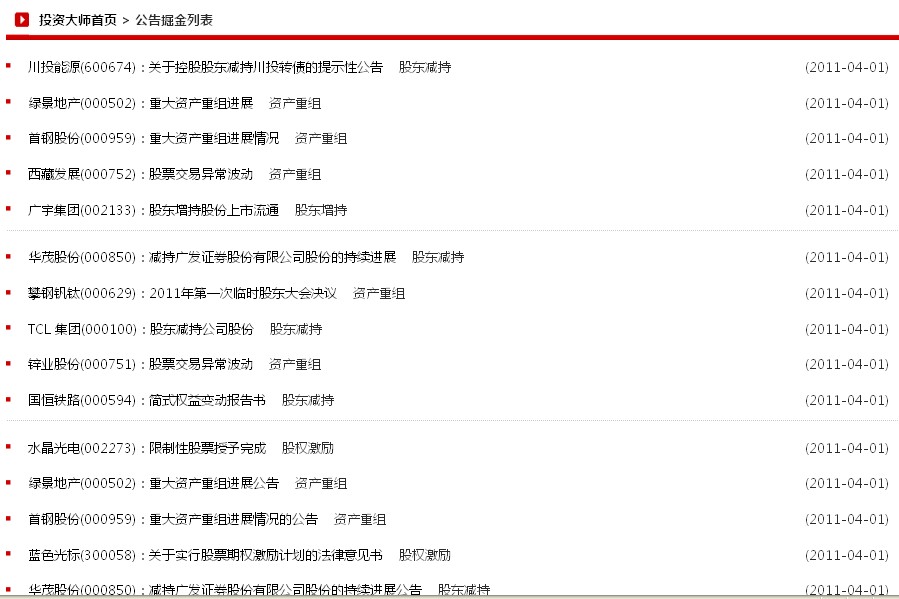 投资大师首页 > 公告掘金列表
川投能源(600674)：关于控股股东减持川投转债的提示性公告 股东减持 (2011-04-01)
绿景地产(000502)：重大资产重组进展 资产重组 (2011-04-01)
首钢股份(000959)：重大资产重组进展情况 资产重组 (2011-04-01)
西藏发展(000752)：股票交易异常波动 资产重组 (2011-04-01)
广宇集团(002133)：股东增持股份上市流通 股东增持 (2011-04-01)
华茂股份(000850)：减持广发证券股份有限公司股份的持续进展 股东减持 (2011-04-01)
攀钢钒钛(000629)：2011年第一次临时股东大会决议 资产重组 (2011-04-01)
TCL 集团(000100)：股东减持公司股份 股东减持 (2011-04-01)
锌业股份(000751)：股票交易异常波动 资产重组 (2011-04-01)
国恒铁路(000594)：简式权益变动报告书 股东减持 (2011-04-01)
水晶光电(002273)：限制性股票授予完成 股权激励 (2011-04-01)
绿景地产(000502)：重大资产重组进展公告 资产重组 (2011-04-01)
首钢股份(000959)：重大资产重组进展情况的公告 资产重组 (2011-04-01)
蓝色光标(300058)：关于实行股票期权激励计划的法律意见书 股权激励 (2011-04-01)
华茂股份(000850)：减持广发证券股份有限公司股份的持续进展公告 股东减持 (2011-04-01)